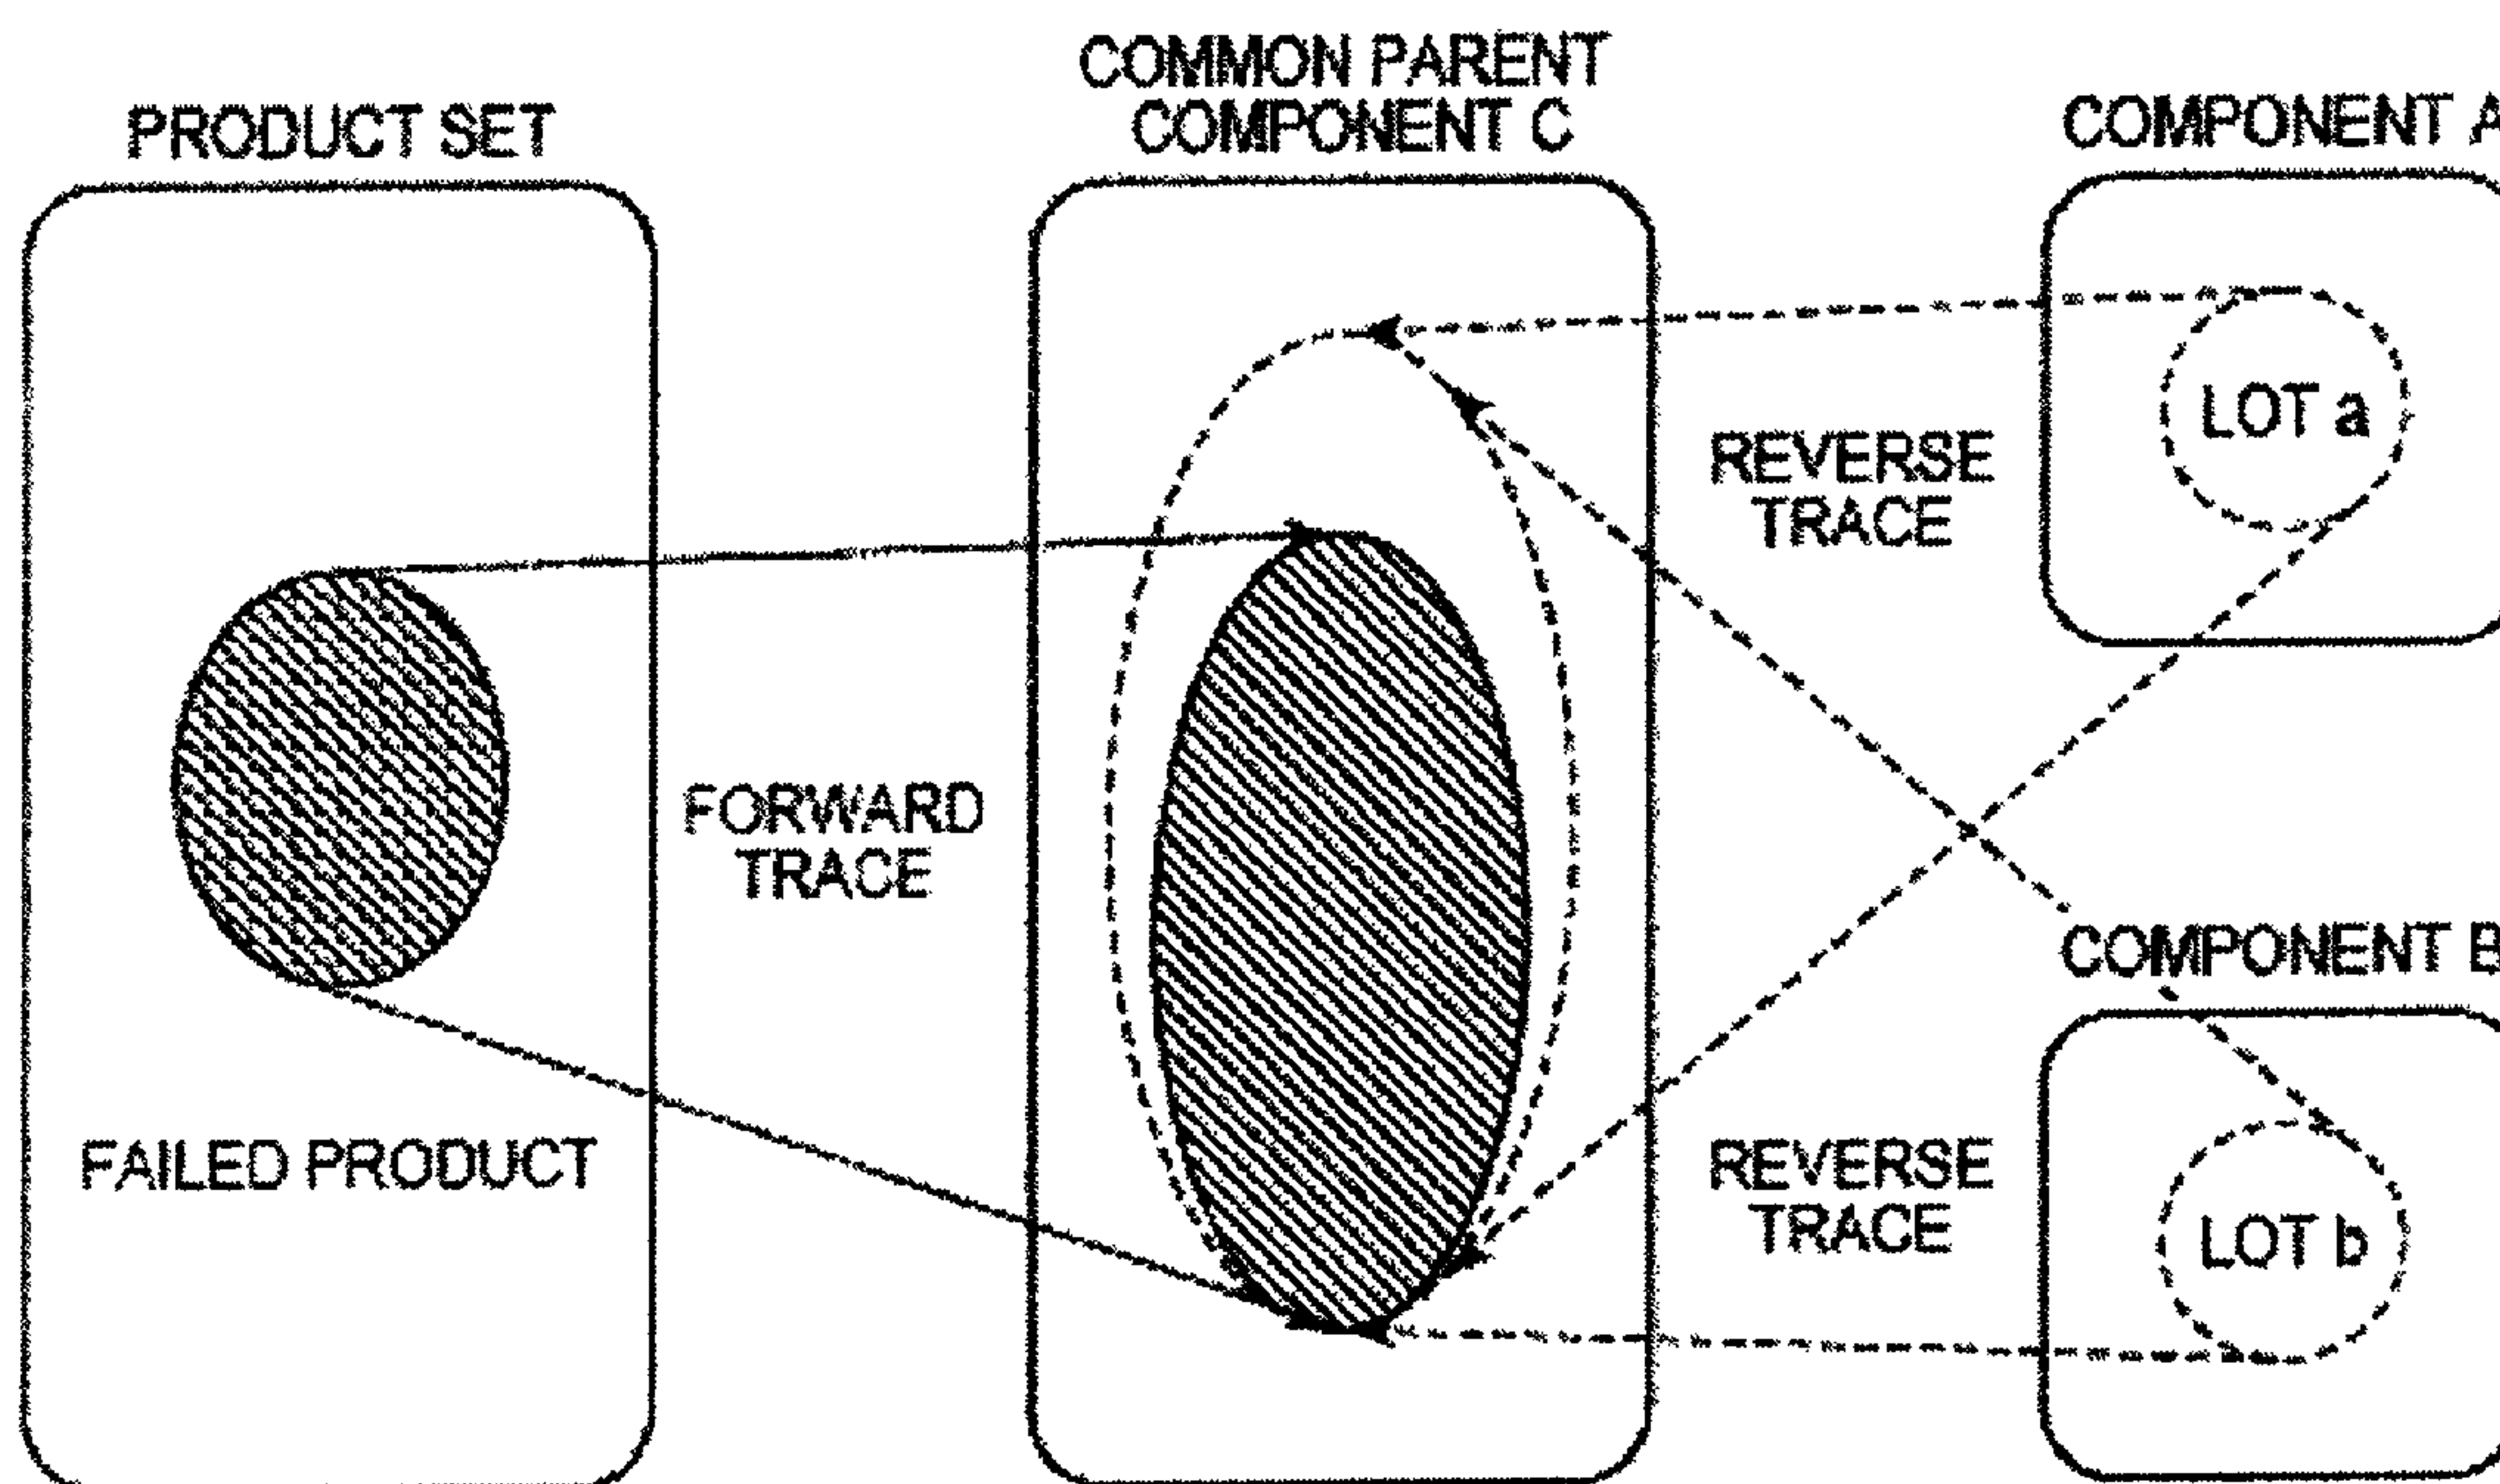 PRODUCT SET
COMMON PARENT
COMPONENT C
COMPONENT A
LOT a
REVERSE
TRACE
FORWARD
TRACE
COMPONENT B
FAILED PRODUCT
REVERSE
TRACE
LOT b